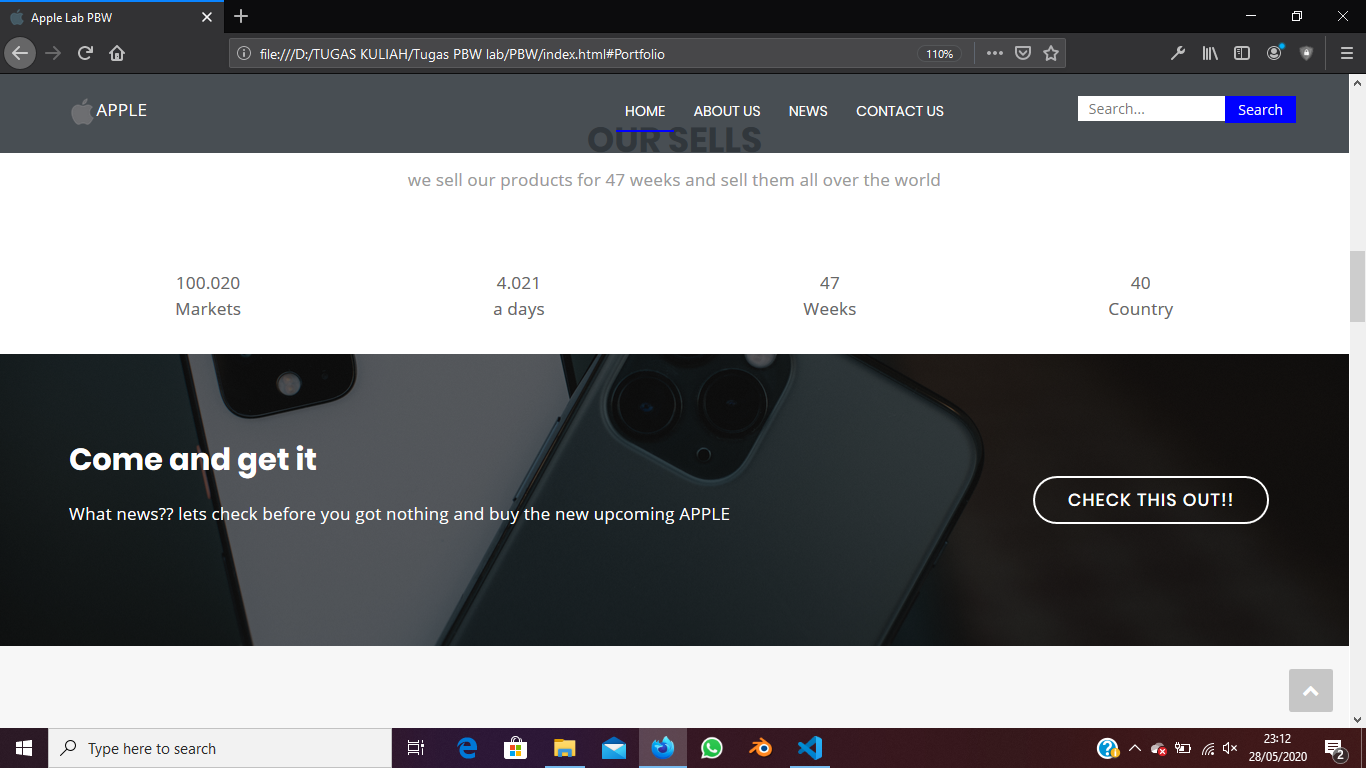 Apple Lab PBW
file:///D:/TUGAS KULIAH/Tugas PBW lab/PBW/index.html#Portfolio
110%
APPLE
HOME ABOUT US NEWS CONTACT US
Search... Search
OUR SELLS
we sell our products for 47 weeks and sell them all over the world
100.020 4.021 47 40
Markets a days Weeks Country
Come and get it
What news?? lets check before you got nothing and buy the new upcoming APPLE
CHECK THIS OUT!!
Type here to search
23:12
28/05/2020
2